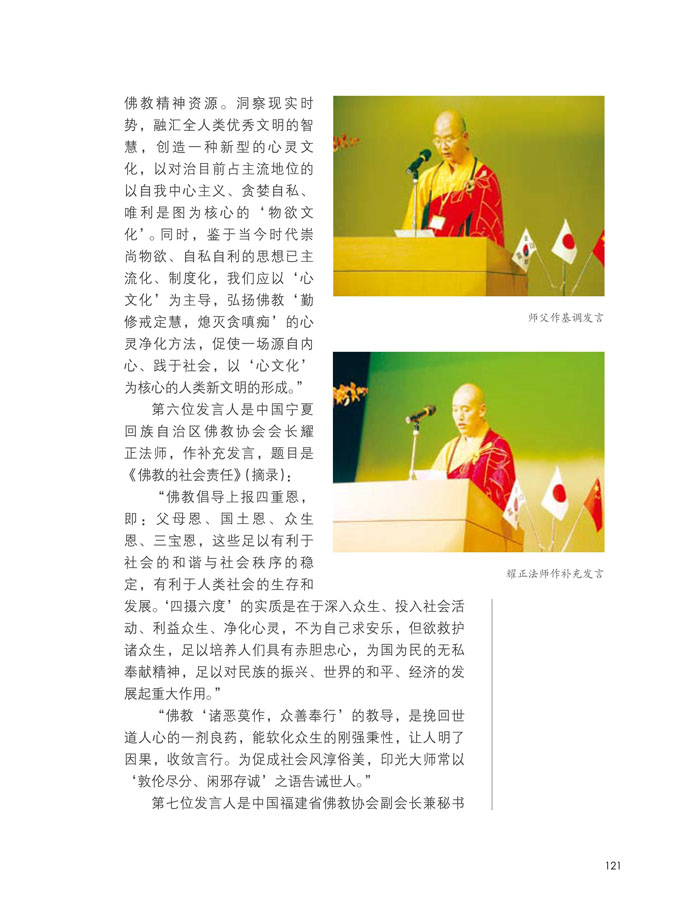 佛教精神资源。洞察现实时
势，融汇全人类优秀文明的智
慧，创造一种新型的心灵文
化，以对治目前占主流地位的
以自我中心主义、贪婪自私、
唯利是图为核心的‘物欲文
化’。同时，鉴于当今时代崇
尚物欲、自私自利的思想已主
流化、制度化，我们应以‘心
文化’为主导，弘扬佛教‘勤
修戒定慧，熄灭贪嗔痴’的心
灵净化方法，促使一场源自内
心、践于社会，以‘心文化’
为核心的人类新文明的形成。”
第六位发言人是中国宁夏
回族自治区佛教协会会长耀
正法师，作补充发言，题目是
《佛教的社会责任》（摘录）：
“佛教倡导上报四重恩，
即：父母恩、国土恩、众生
恩、三宝恩，这些足以有利于
社会的和谐与社会秩序的稳
定，有利于人类社会的生存和
发展。‘四摄六度’的实质是在于深入众生、投入社会活
动、利益众生、净化心灵，不为自己求安乐，但欲救护
诸众生，足以培养人们具有赤胆忠心，为国为民的无私
奉献精神，足以对民族的振兴、世界的和平、经济的发
展起重大作用。”
“佛教‘诸恶莫作，众善奉行’的教导，是挽回世
道人心的一剂良药，能软化众生的刚强秉性，让人明了
因果，收敛言行。为促成社会风淳俗美，印光大师常以
‘敦伦尽分、闲邪存诚’之语告诫世人。”
第七位发言人是中国福建省佛教协会副会长兼秘书
师父作基调发言
耀正法师作补充发言
121